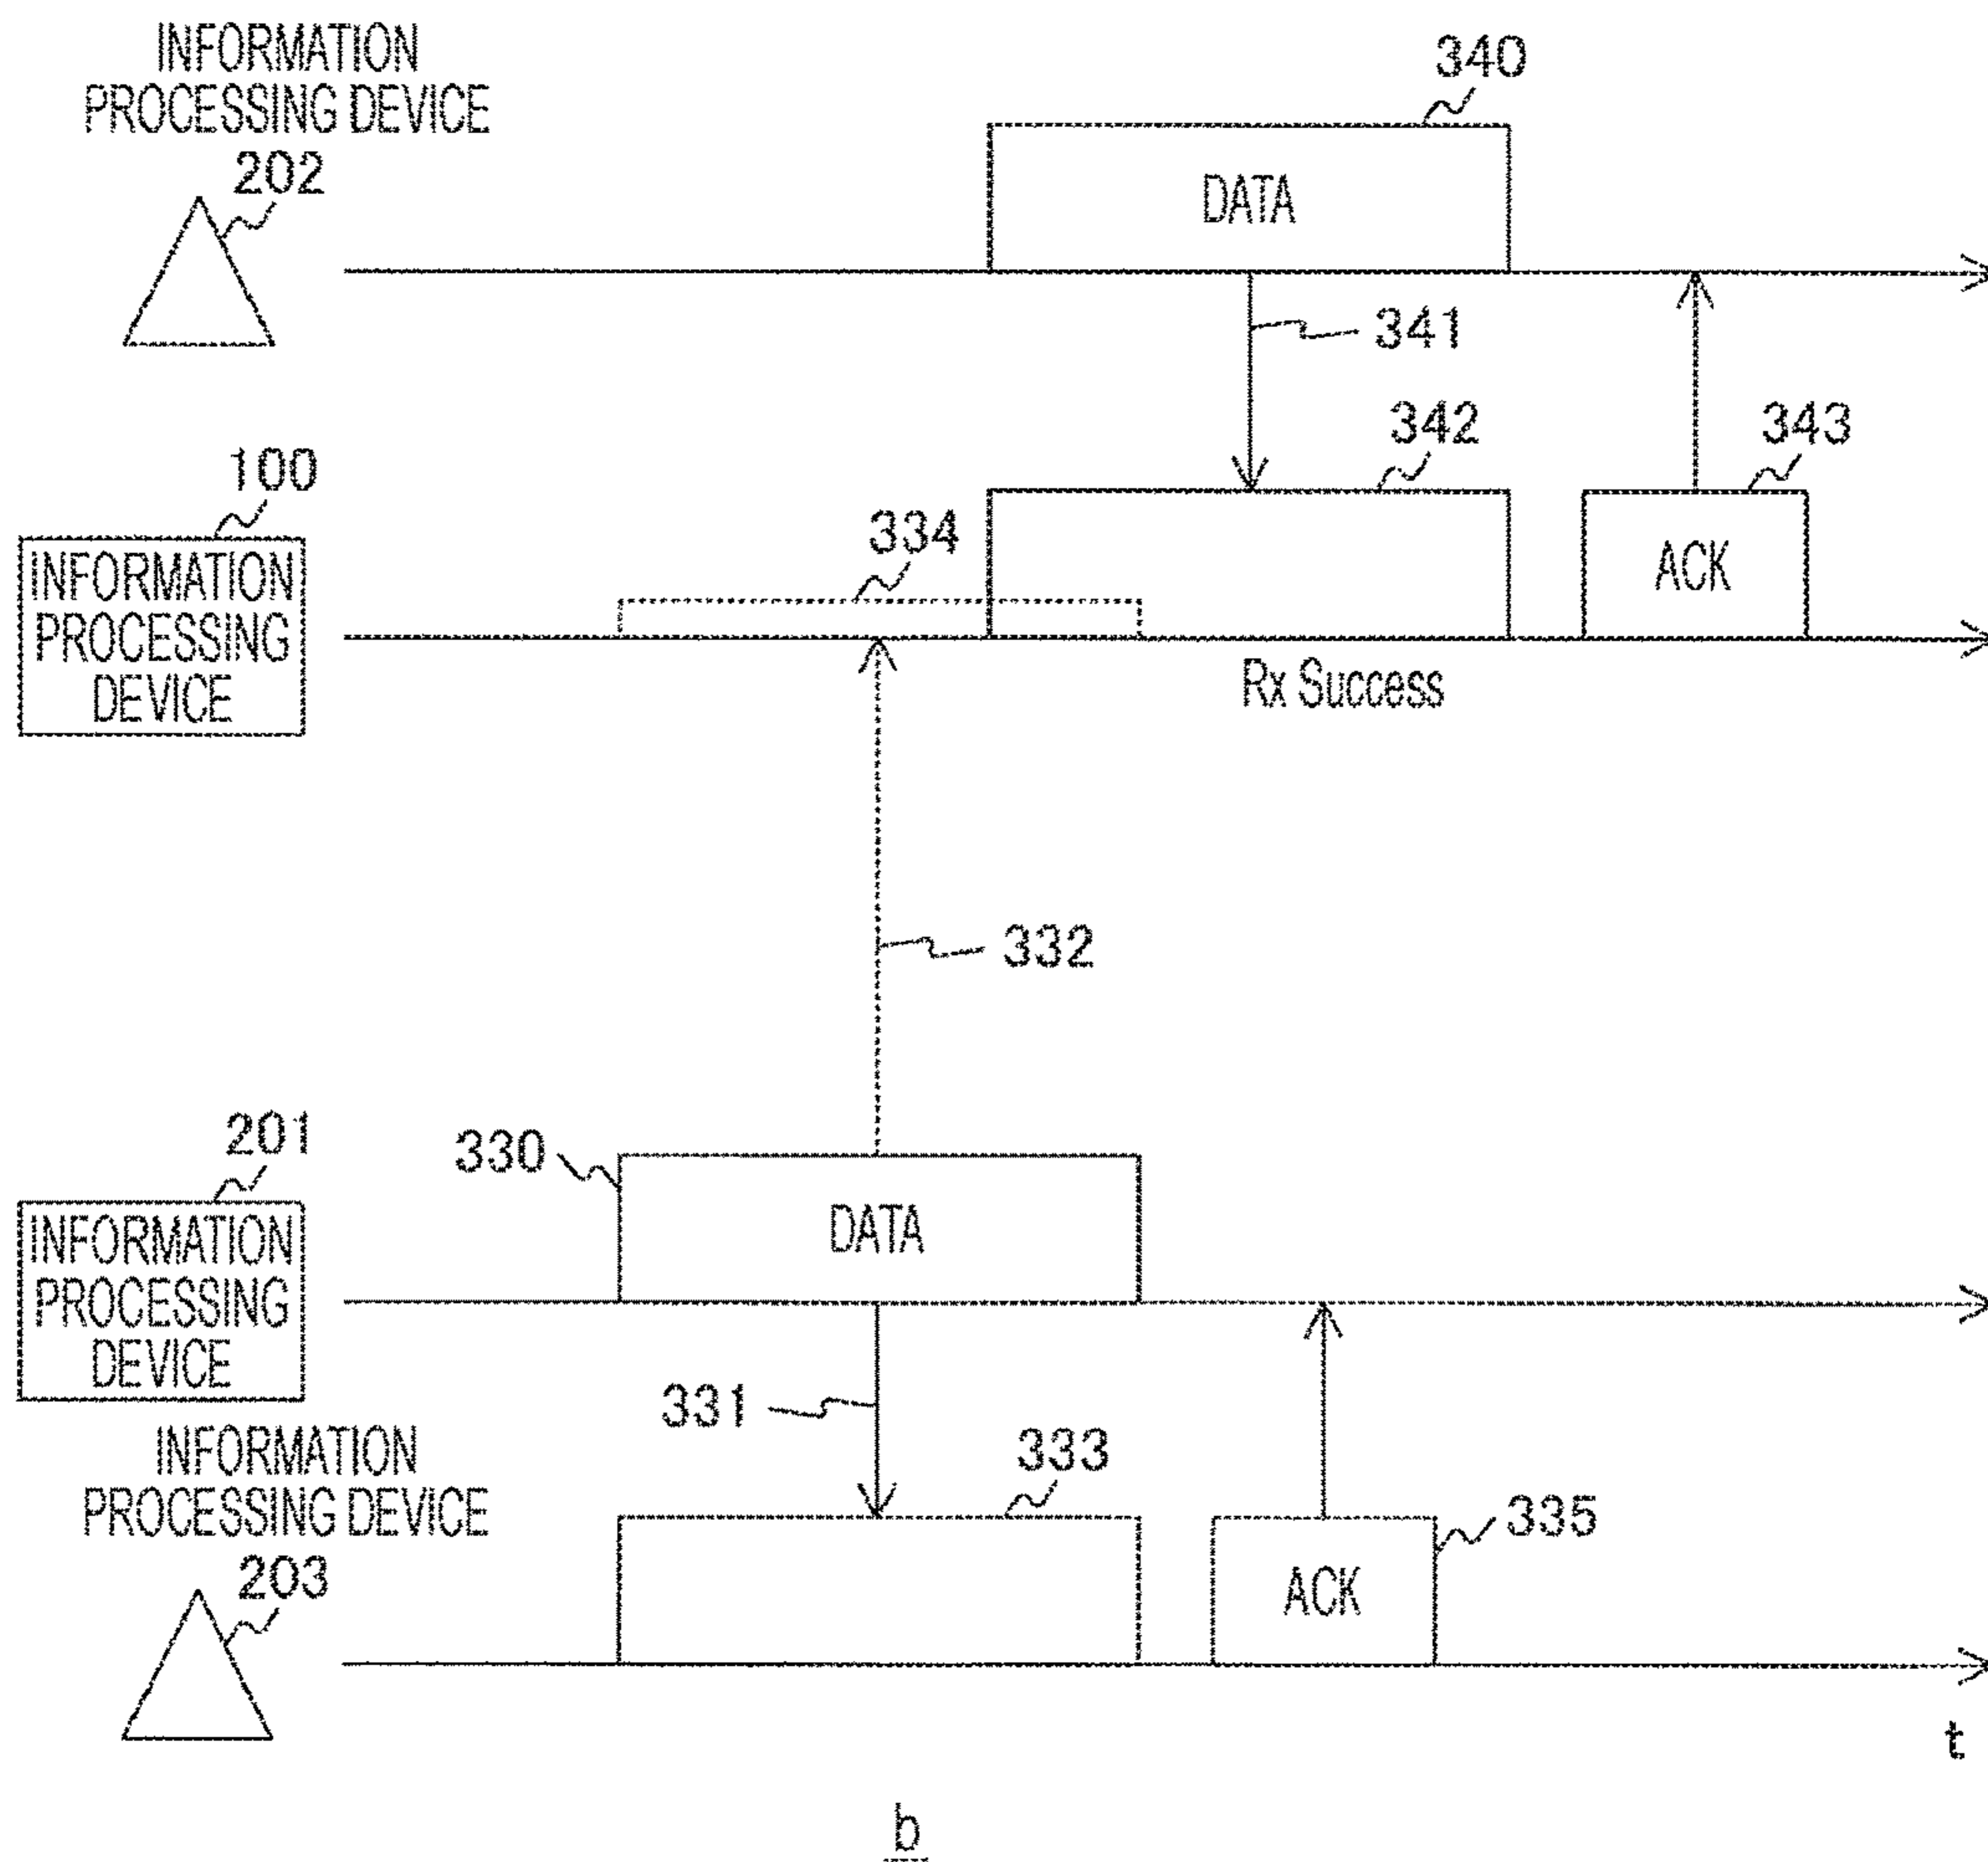 INFORMATION
PROCESSING DEVICE
202
340
DATA
341
342
343
100
334
INFORMATION
PROCESSING
DEVICE
ACK
Rx Success
332
201
330
INFORMATION
PROCESSING
DEVICE
DATA
331
333
335
INFORMATION
PROCESSING DEVICE
203
ACK
t
b